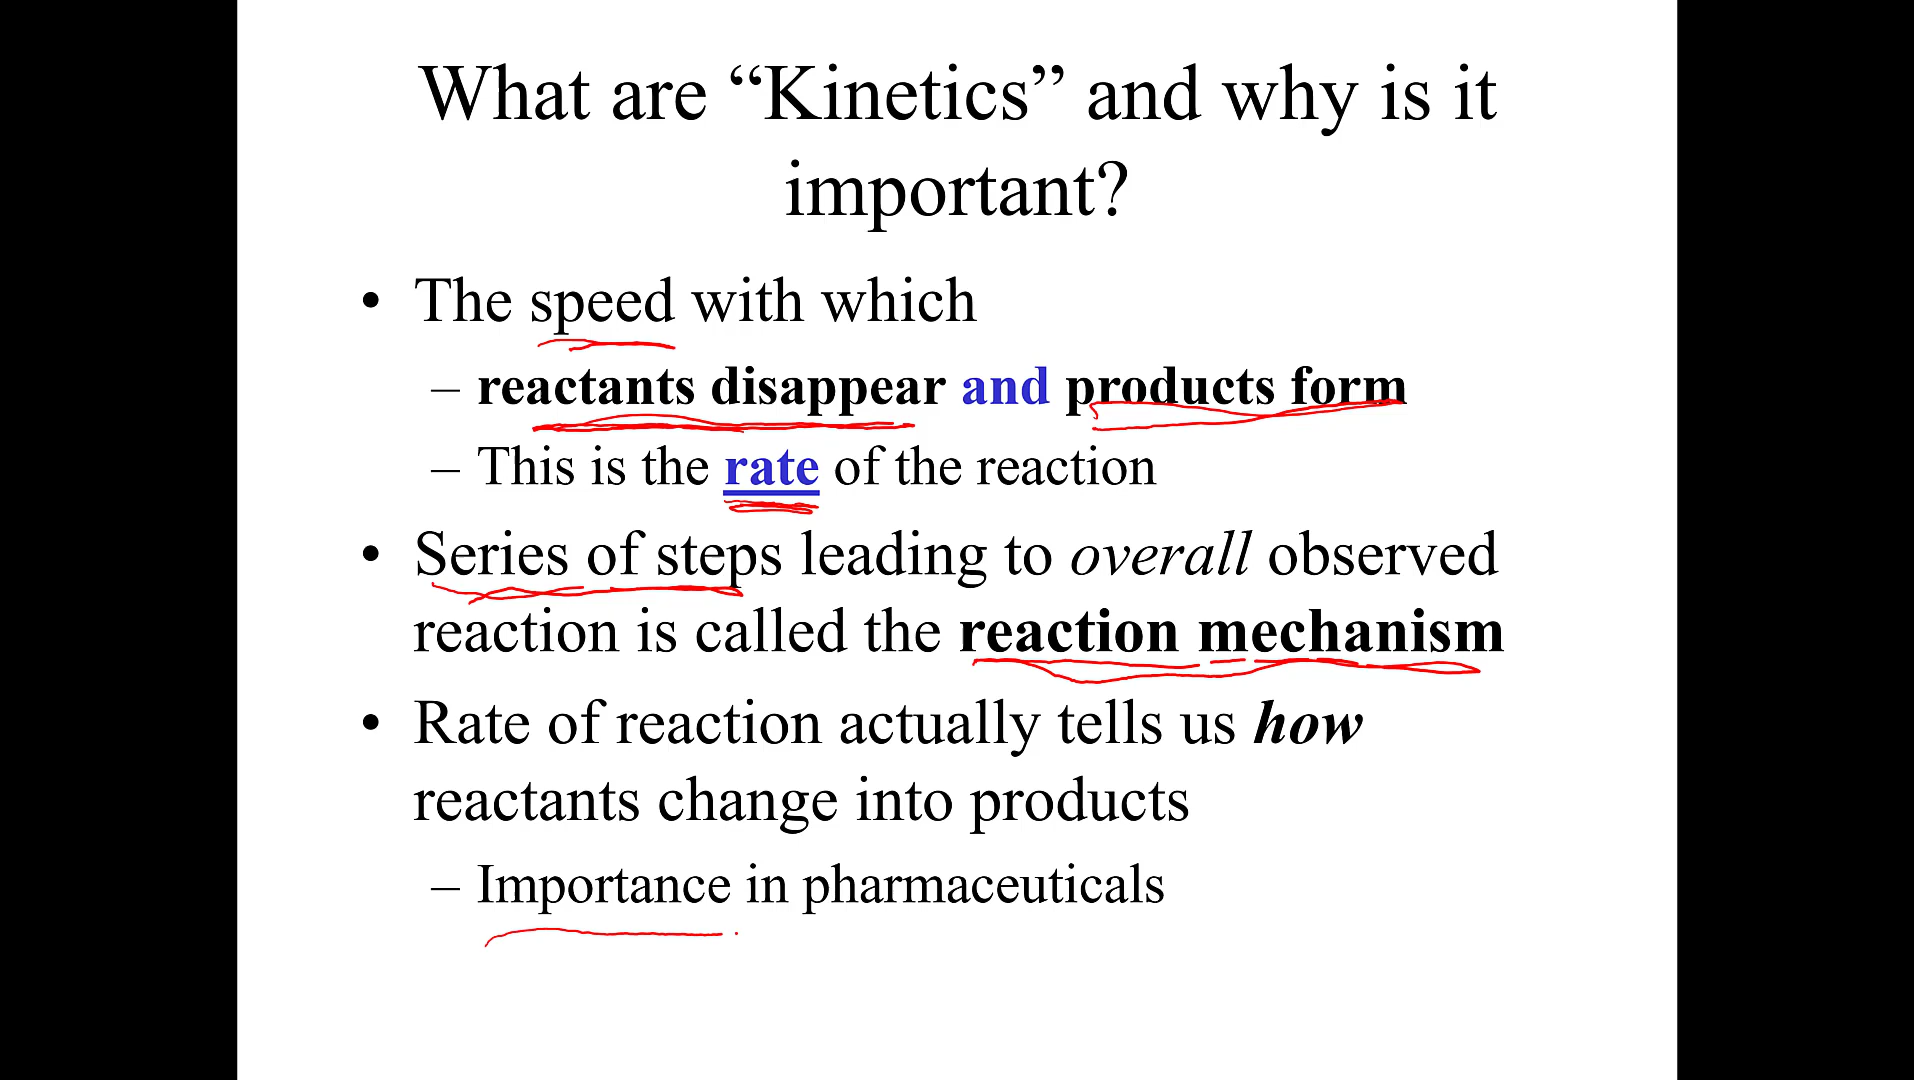 What are “Kinetics” and why is it
important?
• The speed with which
– reactants disappear and products form
– This is the rate of the reaction
• Series of steps leading to overall observed
reaction is called the reaction mechanism
• Rate of reaction actually tells us how
reactants change into products
– Importance in pharmaceuticals